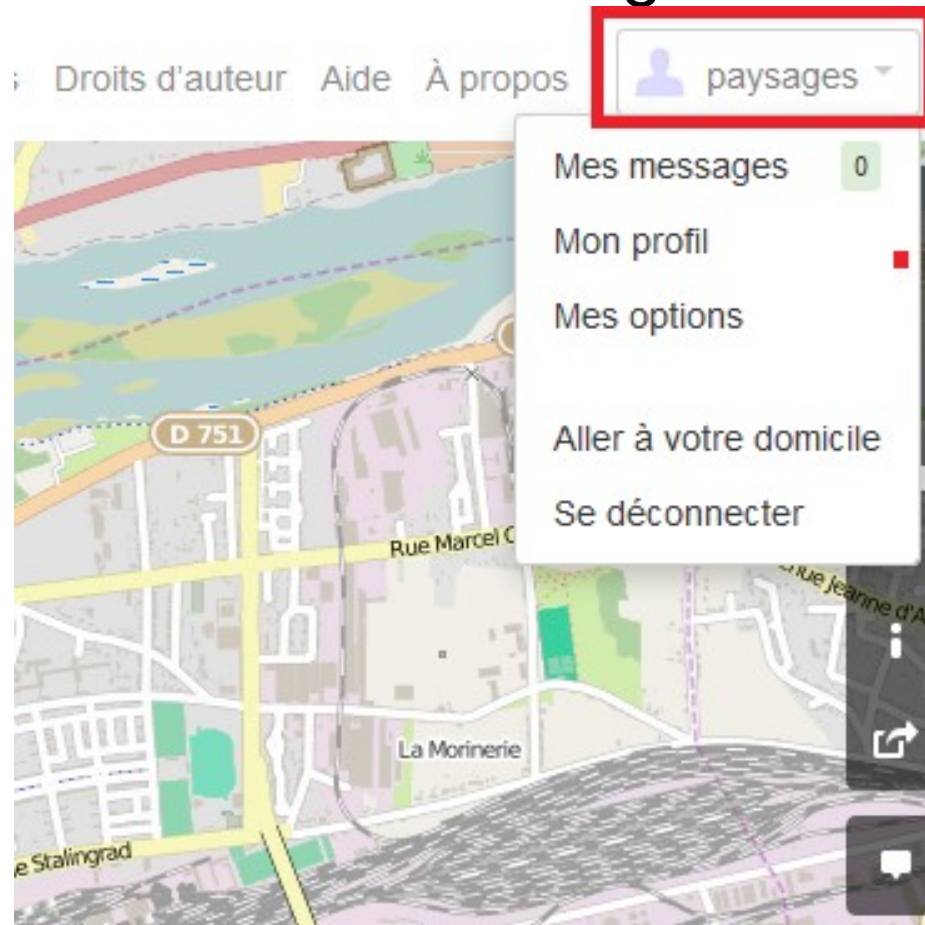 Droits d'auteur Aide À propos paysages
Mes messages 0
Mon profil
Mes options
Aller à votre domicile
Se déconnecter
D 751
Rue Marcel
Jeanne d'A
La Morinerie
Stalingrad